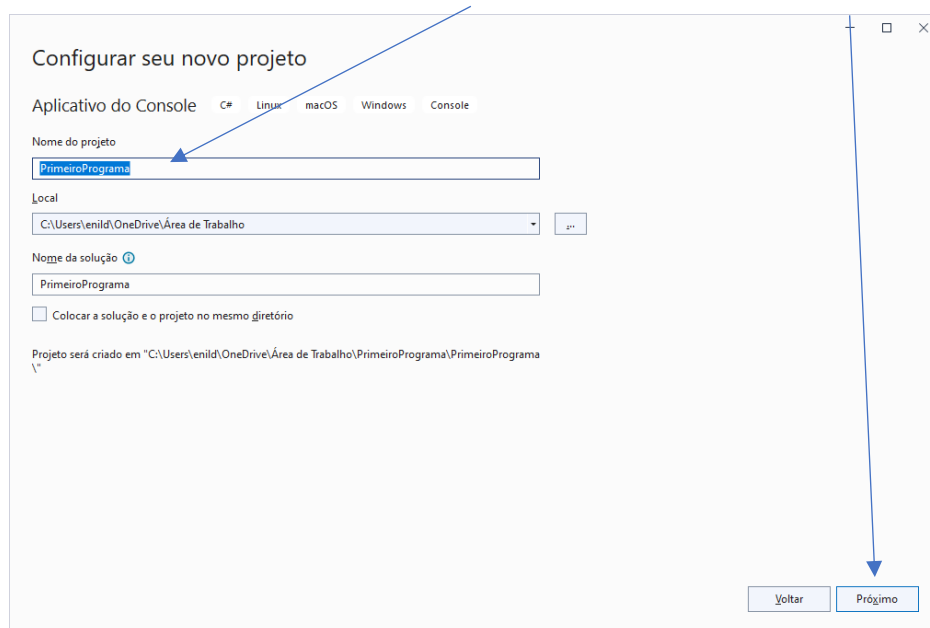 Configurar seu novo projeto
Aplicativo do Console C# Linux macOS Windows Console
Nome do projeto
PrimeiroPrograma
Local
C:\Users\enild\OneDrive\Área de Trabalho
...
Nome da solução
PrimeiroPrograma
Colocar a solução e o projeto no mesmo diretório
Projeto será criado em "C:\Users\enild\OneDrive\Área de Trabalho\PrimeiroPrograma\PrimeiroPrograma
\"
Voltar Próximo